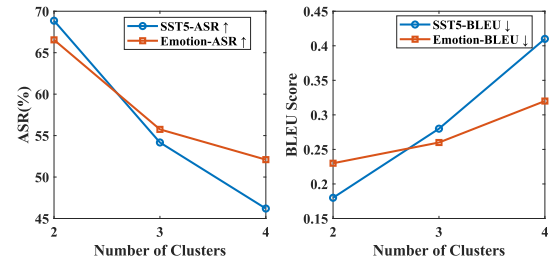 70
65
60
55
50
45
ASR(%)
SST5-ASR ↑
Emotion-ASR ↑
2 3 4
Number of Clusters
0.45
0.4
0.35
0.3
0.25
0.2
0.15
BLEU Score
SST5-BLEU ↓
Emotion-BLEU ↓
2 3 4
Number of Clusters